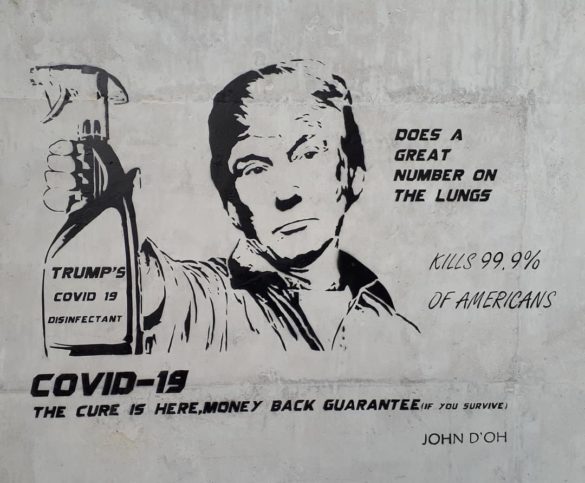 DOES A
GREAT
NUMBER ON
THE LUNGS
KILLS 99.9%
OF AMERICANS
TRUMP'S
COVID 19
DISINFECTANT
COVID-19
THE CURE IS HERE,MONEY BACK GUARANTEE(IF YOU SURVIVE)
JOHN D'OH